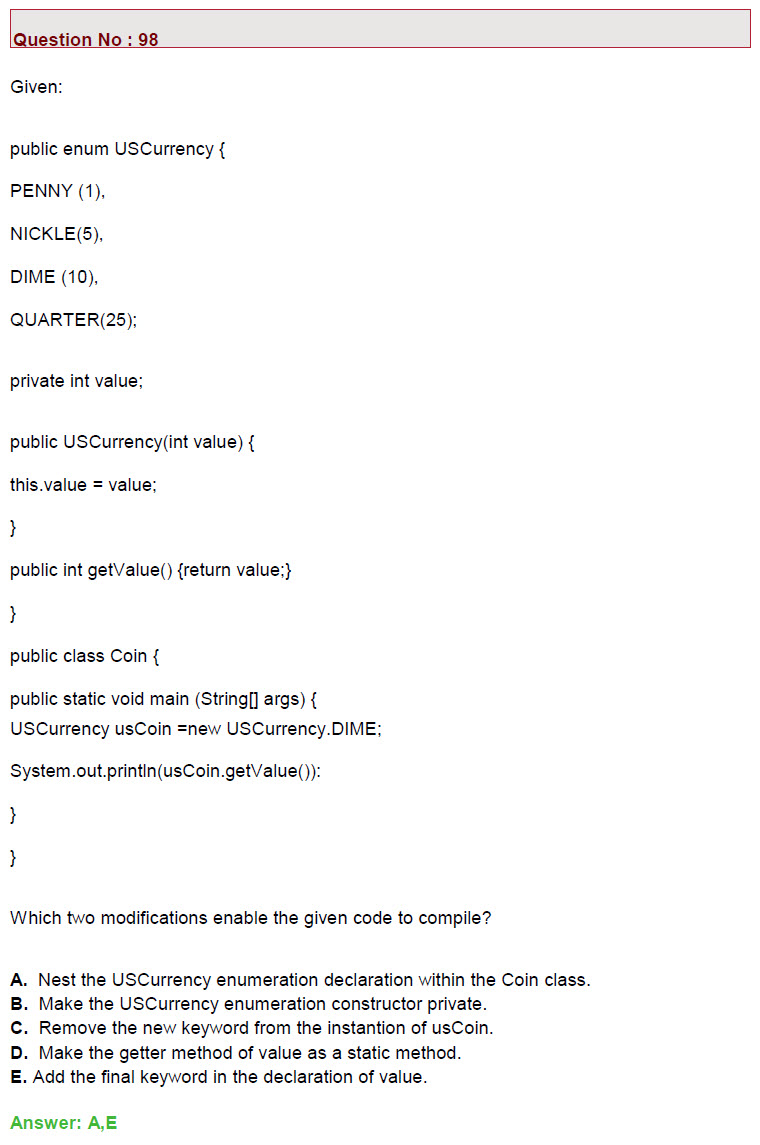 Question No : 98
Given:
public enum USCurrency {
PENNY (1),
NICKLE(5),
DIME (10),
QUARTER(25);
private int value;
public USCurrency(int value) {
this.value = value;
}
public int getValue() {return value;}
}
public class Coin {
public static void main (String[] args) {
USCurrency usCoin =new USCurrency.DIME;
System.out.println(usCoin.getValue()):
}
}
Which two modifications enable the given code to compile?
A. Nest the USCurrency enumeration declaration within the Coin class.
B. Make the USCurrency enumeration constructor private.
C. Remove the new keyword from the instantion of usCoin.
D. Make the getter method of value as a static method.
E. Add the final keyword in the declaration of value.
Answer: A,E